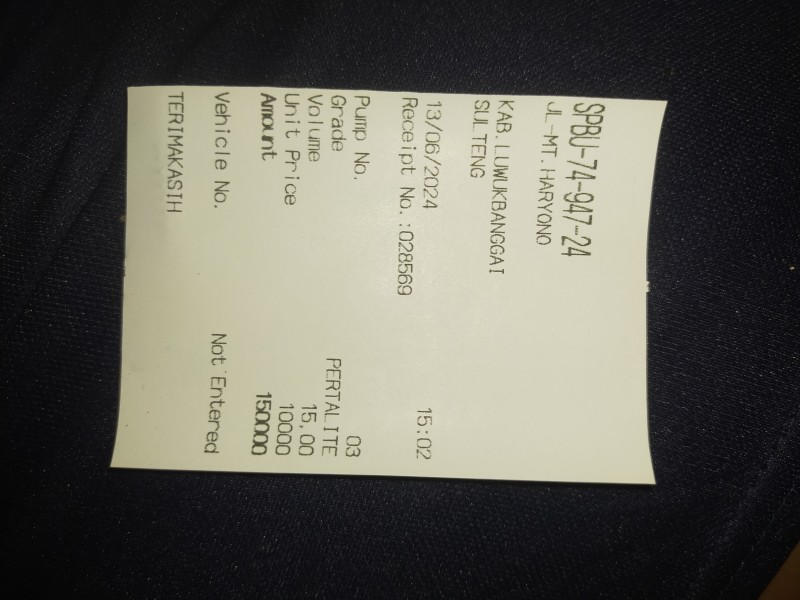 SPBU-74-947-24
JL-MT. HARYONO
KAB. LUWUKBANGGAI
SULTENG
13/06/2024 15:02
Receipt No.:028569
Pump No. 03
Grade PERTALITE
Volume 15,00
Unit Price 10000
Amount 150000
Vehicle No. Not Entered
TERIMAKASIH